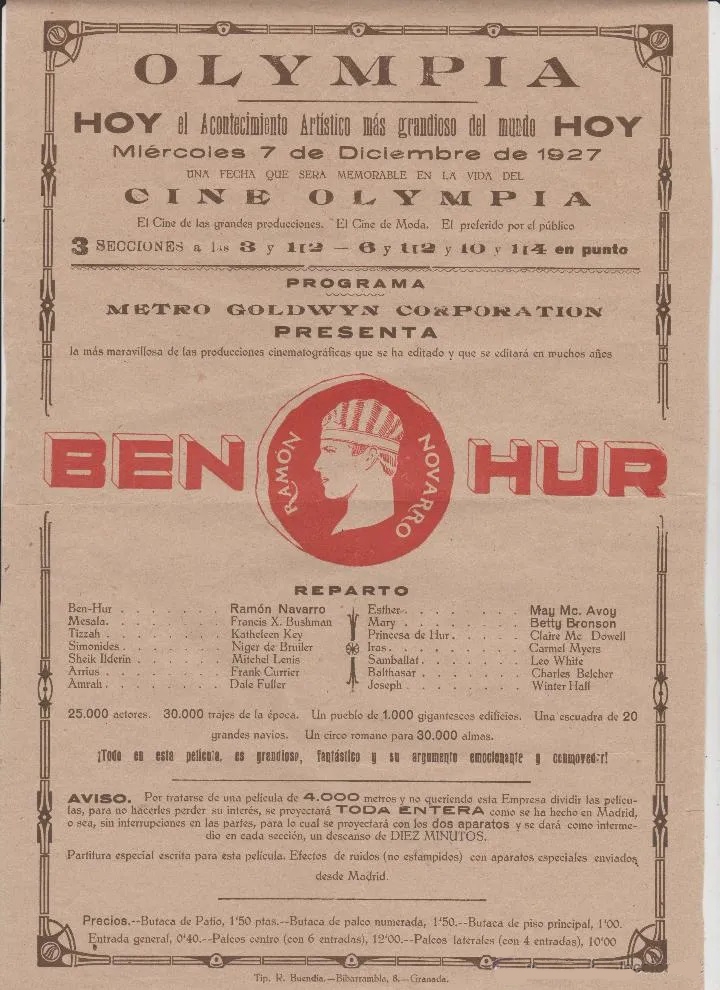 OLYMPIA
HOY el Acontecimiento Artístico más grandioso del mundo HOY
Miércoles 7 de Diciembre de 1927
UNA FECHA QUE SERA MEMORABLE EN LA VIDA DEL
CINE OLYMPIA
El Cine de las grandes producciones. El Cine de Moda. El preferido por el público
3 SECCIONES a las 3 y 1[2 — 6 y 1[2 y 10 y 1[4 en punto
PROGRAMA
METRO GOLDWYN CORPORATION
PRESENTA
la más maravillosa de las producciones cinematográficas que se ha editado y que se editará en muchos años
BEN RAMÓN NOVARRO HUR
REPARTO
Ben-Hur . . . . . . . Ramón Navarro Esther . . . . . . . May Mc. Avoy
Mesala . . . . . . . Francis X. Bushman Mary . . . . . . . Betty Bronson
Tizzah . . . . . . . Katheleen Key Princesa de Hur . . . . . Claire Mc Dowell
Simonides . . . . . . Niger de Bruiler Iras . . . . . . . Carmel Myers
Sheik Ilderin . . . . . . Mitchel Lenis Samballat . . . . . . Leo White
Arrius . . . . . . . Frank Currier Balthasar . . . . . . Charles Belcher
Amrah . . . . . . . Dale Fuller Joseph . . . . . . . Winter Hall
25.000 actores. 30.000 trajes de la época. Un pueblo de 1.000 gigantescos edificios. Una escuadra de 20
grandes navios. Un circo romano para 30.000 almas.
¡Todo en esta película, es grandioso, fantástico y su argumento emocionante y conmovedor!
AVISO. Por tratarse de una película de 4.000 metros y no queriendo esta Empresa dividir las pelícu-
las, para no hacerles perder su interés, se proyectará TODA ENTERA como se ha hecho en Madrid,
o sea, sin interrupciones en las partes, para lo cual se proyectará con los dos aparatos y se dará como interme-
dio en cada sección, un descanso de DIEZ MINUTOS.
Partitura especial escrita para esta película. Efectos de ruidos (no estampidos) con aparatos especiales enviados
desde Madrid.
Precios.--Butaca de Patio, 1'50 ptas.--Butaca de palco numerada, 1'50.--Butaca de piso principal, 1'00.
Entrada general, 0'40.--Palcos centro (con 6 entradas), 12'00.--Palcos laterales (con 4 entradas), 10'00
Tip. R. Buendía.—Bibarrambla, 8.—Granada.